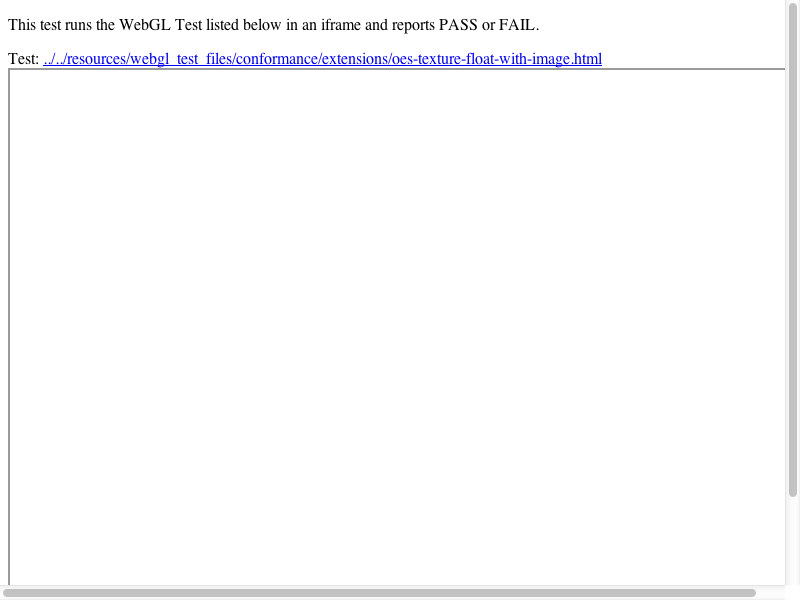 This test runs the WebGL Test listed below in an iframe and reports PASS or FAIL.
Test: ../../resources/webgl_test_files/conformance/extensions/oes-texture-float-with-image.html